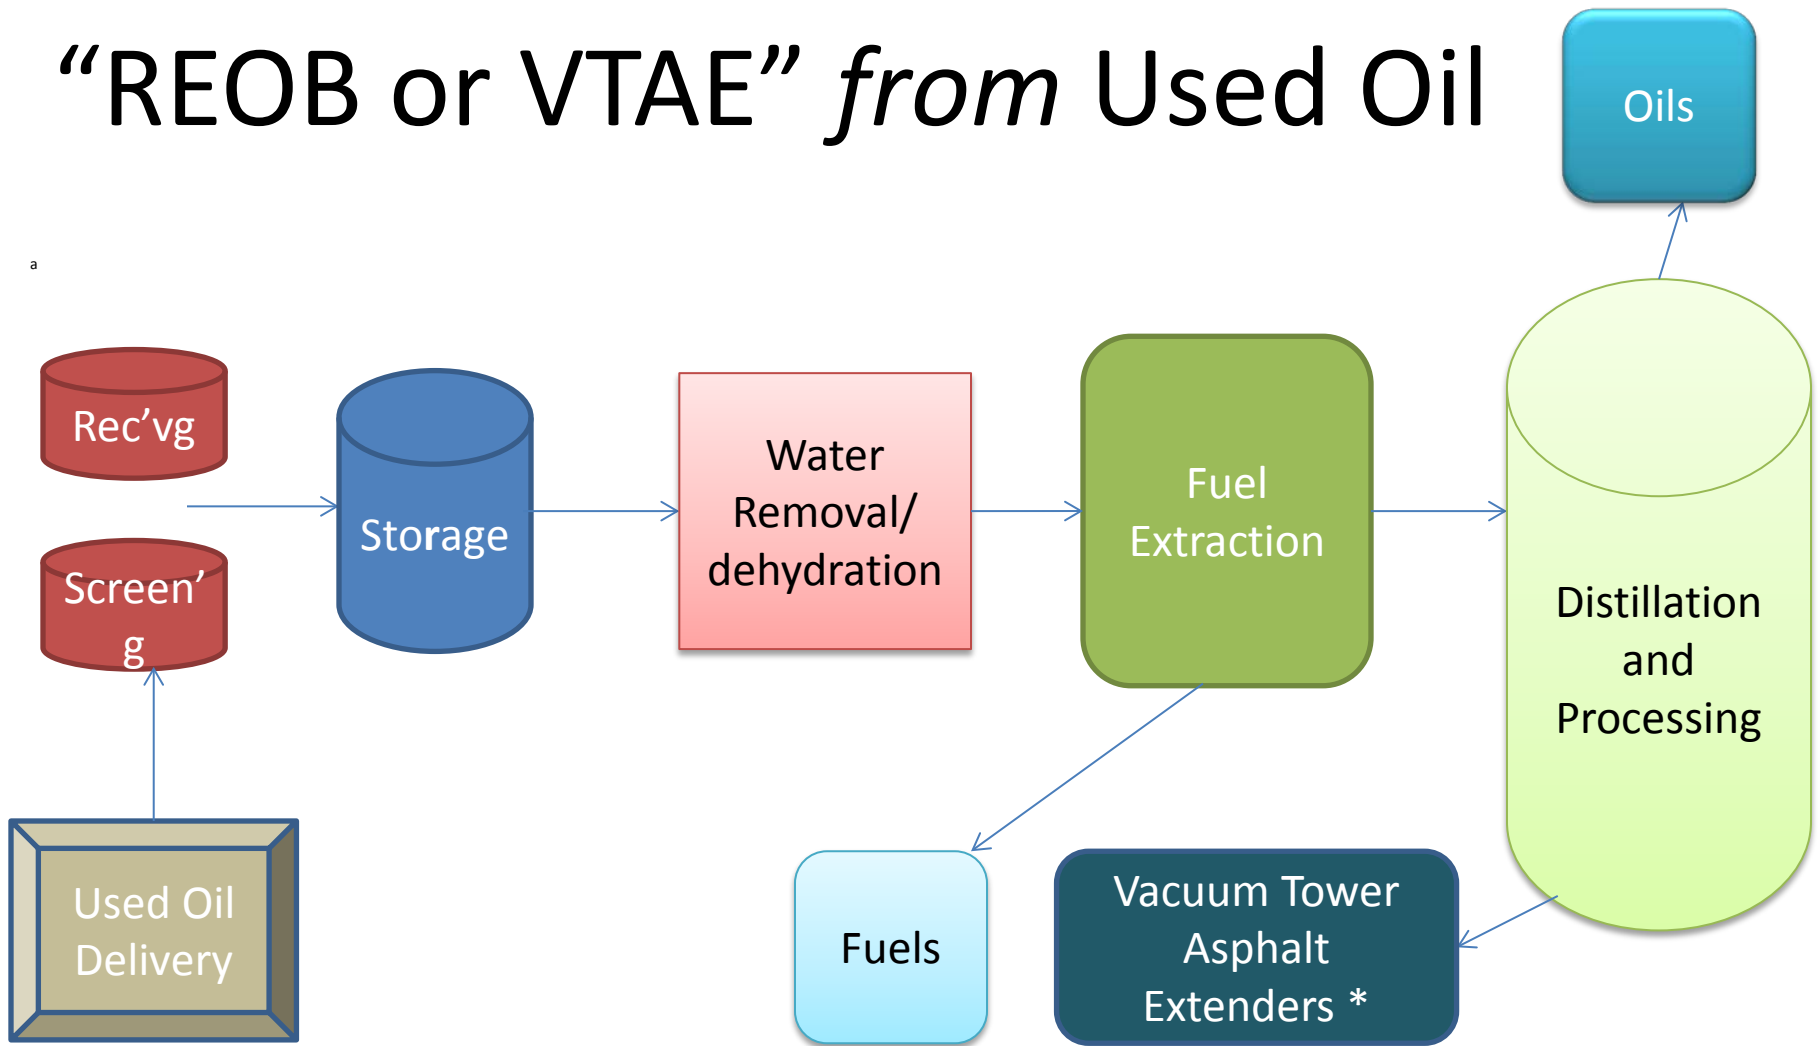 “REOB or VTAE” from Used Oil
Oils
a
Rec’vg
Screen’
g
Storage
Water
Removal/
dehydration
Fuel
Extraction
Distillation
and
Processing
Used Oil
Delivery
Fuels
Vacuum Tower
Asphalt
Extenders *